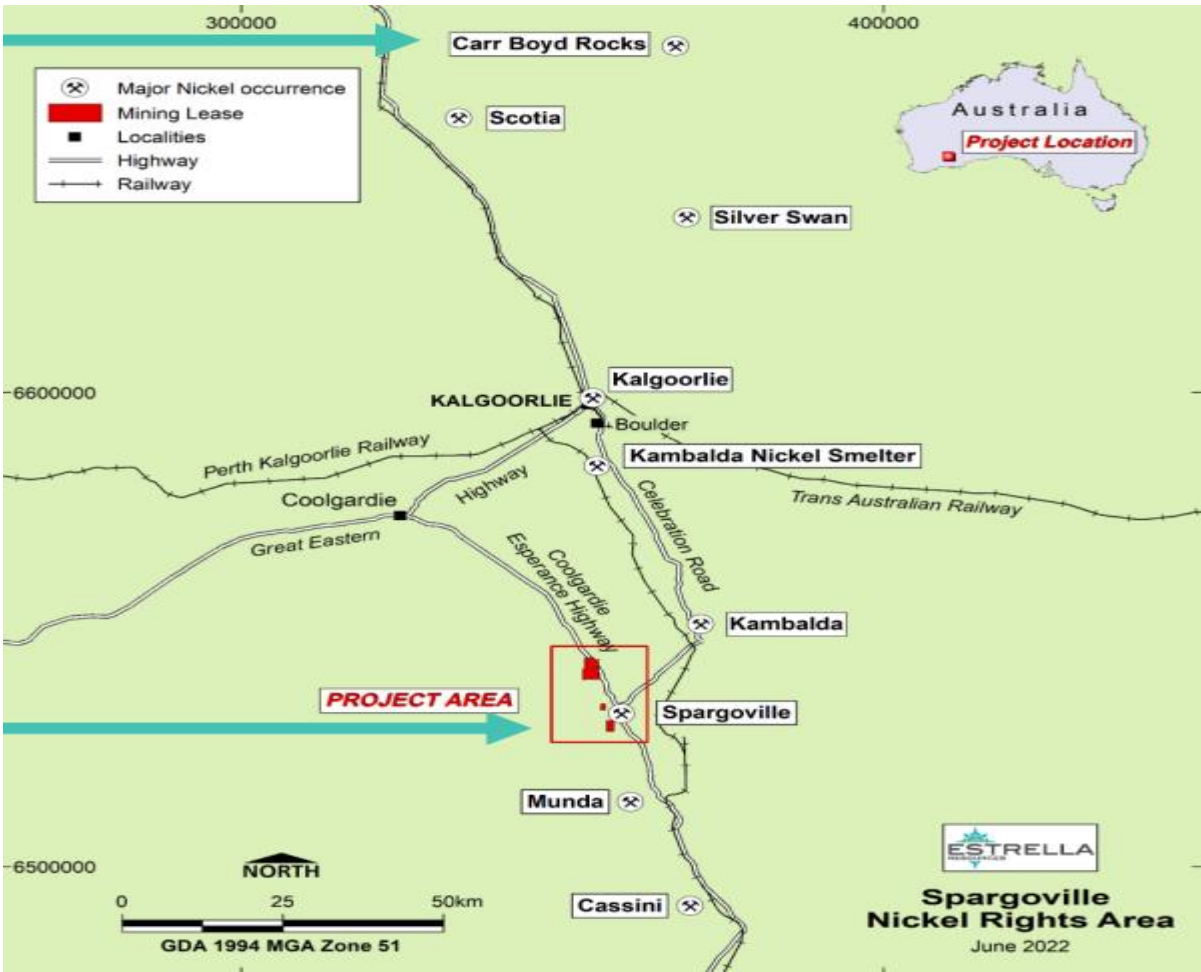 300000
400000
Carr Boyd Rocks
Major Nickel occurrence
Mining Lease
Localities
Highway
Railway
Scotia
Australia
Project Location
Silver Swan
6600000
Kalgoorlie
KALGOORLIE
Boulder
Perth Kalgoorlie Railway
Kambalda Nickel Smelter
Highway
Coolgardie
Celebration Road
Trans Australian Railway
Great Eastern
Coolgardie
Esperance Highway
Kambalda
PROJECT AREA
Spargoville
Munda
6500000
NORTH
0 25 50km
GDA 1994 MGA Zone 51
Cassini
ESTRELLA
RESOURCES
Spargoville
Nickel Rights Area
June 2022